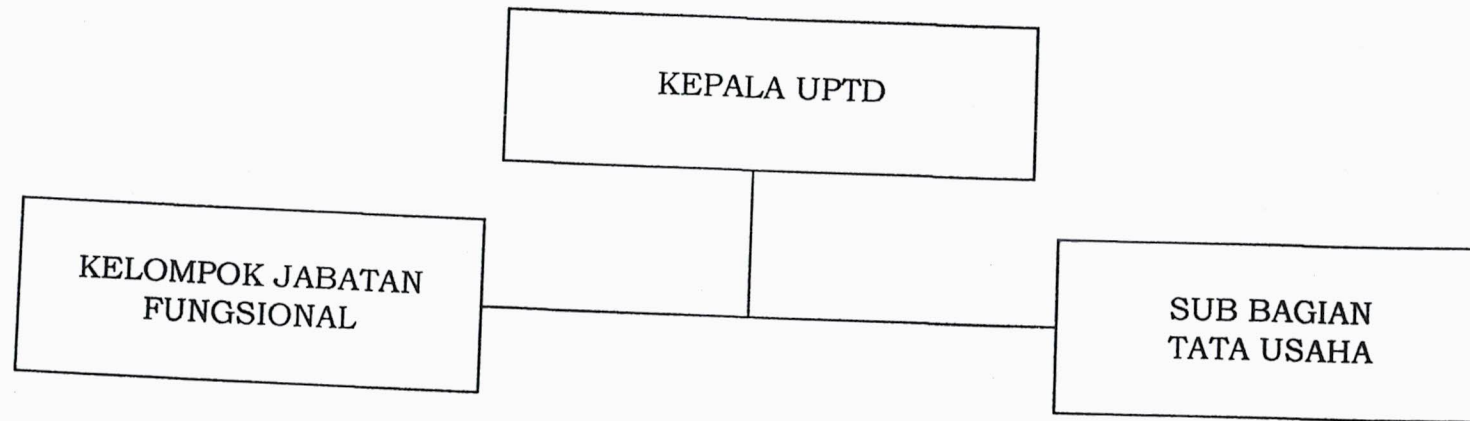 KEPALA UPTD
KELOMPOK JABATAN
FUNGSIONAL
SUB BAGIAN
TATA USAHA